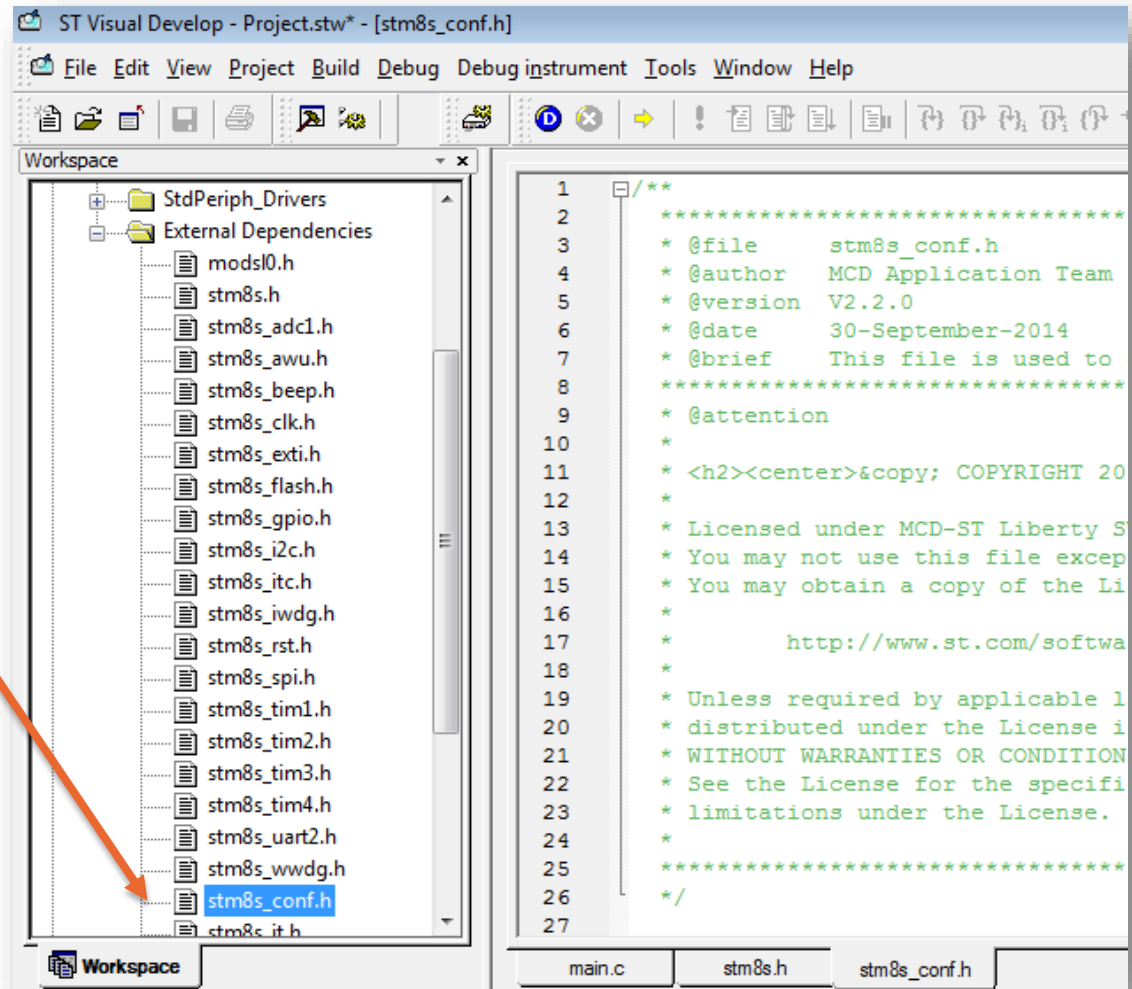 ST Visual Develop - Project.stw* - [stm8s_conf.h]
File Edit View Project Build Debug Debug instrument Tools Window Help
Workspace
StdPeriph_Drivers
External Dependencies
modsl0.h
stm8s.h
stm8s_adc1.h
stm8s_awu.h
stm8s_beep.h
stm8s_clk.h
stm8s_exti.h
stm8s_flash.h
stm8s_gpio.h
stm8s_i2c.h
stm8s_itc.h
stm8s_iwdg.h
stm8s_rst.h
stm8s_spi.h
stm8s_tim1.h
stm8s_tim2.h
stm8s_tim3.h
stm8s_tim4.h
stm8s_uart2.h
stm8s_wwdg.h
stm8s_conf.h
stm8s_it.h
Workspace
1 /**
2 *********************************
3 * @file stm8s_conf.h
4 * @author MCD Application Team
5 * @version V2.2.0
6 * @date 30-September-2014
7 * @brief This file is used to
8 *********************************
9 * @attention
10 *
11 * <h2><center>&copy; COPYRIGHT 20
12 *
13 * Licensed under MCD-ST Liberty S
14 * You may not use this file excep
15 * You may obtain a copy of the Li
16 *
17 * http://www.st.com/softwa
18 *
19 * Unless required by applicable l
20 * distributed under the License i
21 * WITHOUT WARRANTIES OR CONDITION
22 * See the License for the specifi
23 * limitations under the License.
24 *
25 *********************************
26 */
27
main.c stm8s.h stm8s_conf.h